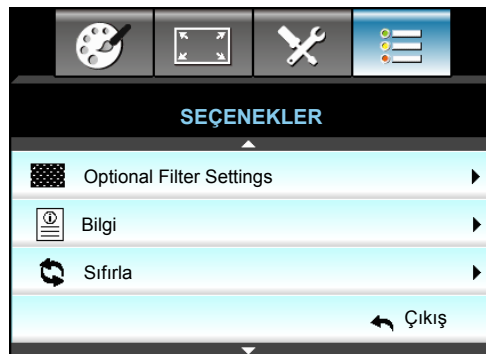 SEÇENEKLER
Optional Filter Settings
Bilgi
Sıfırla
Çıkış